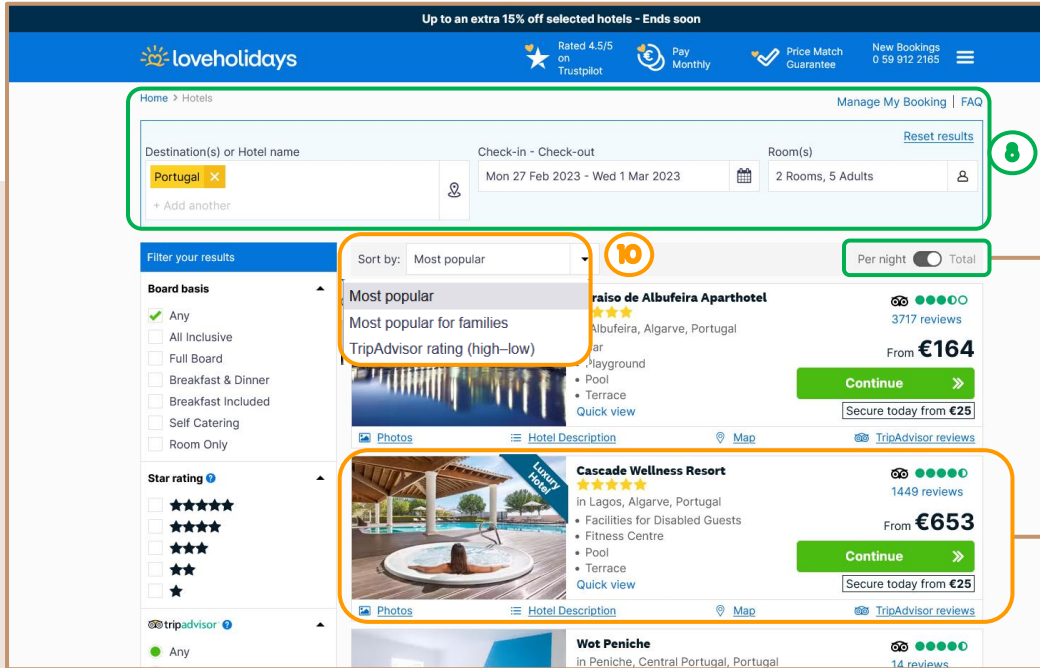 Up to an extra 15% off selected hotels - Ends soon
loveholidays
Rated 4.5/5
on
Trustpilot
Pay
Monthly
Price Match
Guarantee
New Bookings
0 59 912 2165
Home > Hotels
Manage My Booking | FAQ
Reset results
8
Destination(s) or Hotel name
Check-in - Check-out
Room(s)
Portugal ×
Mon 27 Feb 2023 - Wed 1 Mar 2023
2 Rooms, 5 Adults
+ Add another
Filter your results
Sort by: Most popular
10
Per night
Total
Most popular
Most popular for families
TripAdvisor rating (high–low)
Board basis
Any
All Inclusive
Full Board
Breakfast & Dinner
Breakfast Included
Self Catering
Room Only
Star rating ?
tripadvisor ?
Any
raiso de Albufeira Aparthotel
Albufeira, Algarve, Portugal
ar
Playground
• Pool
• Terrace
Quick view
3717 reviews
From €164
Continue
Secure today from €25
Photos
Hotel Description
Map
TripAdvisor reviews
Luxury
Hotel
Cascade Wellness Resort
in Lagos, Algarve, Portugal
• Facilities for Disabled Guests
• Fitness Centre
• Pool
• Terrace
Quick view
1449 reviews
From €653
Continue
Secure today from €25
Photos
Hotel Description
Map
TripAdvisor reviews
Wot Peniche
in Peniche, Central Portugal, Portugal
14 reviews